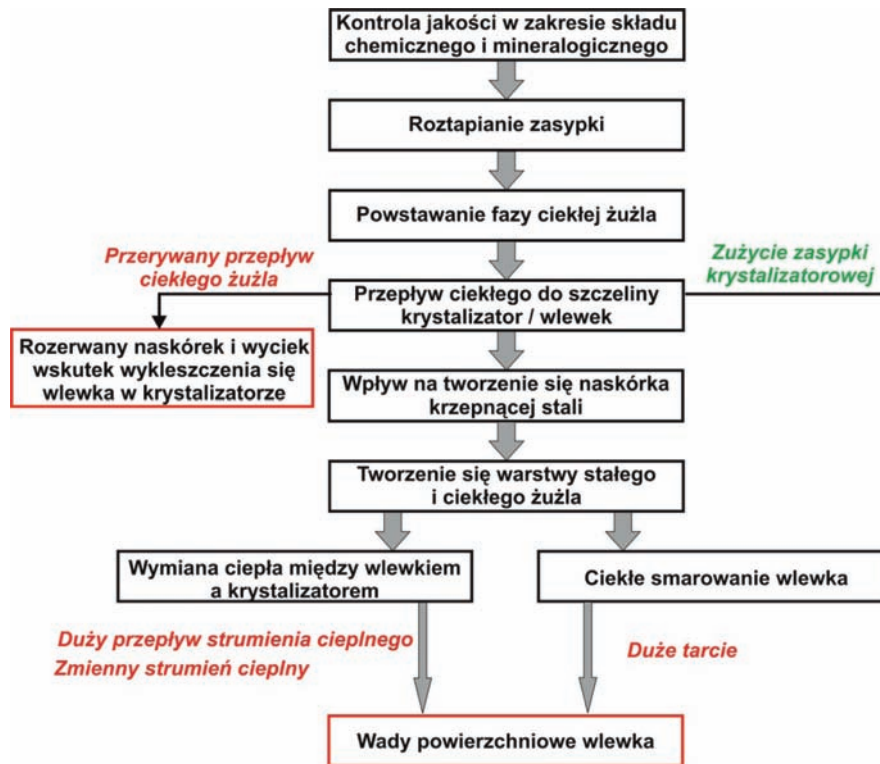 Kontrola jakości w zakresie składu
chemicznego i mineralogicznego
Roztapianie zasypki
Powstawanie fazy ciekłej żużla
Przerywany przepływ
ciekłego żużla
Zużycie zasypki
krystalizatorowej
Przepływ ciekłego do szczeliny
krystalizator / wlewek
Rozerwany naskórek i wyciek
wskutek wykleszczenia się
wlewka w krystalizatorze
Wpływ na tworzenie się naskórka
krzepnącej stali
Tworzenie się warstwy stałego
i ciekłego żużla
Wymiana ciepła między wlewkiem
a krystalizatorem
Ciekłe smarowanie wlewka
Duży przepływ strumienia cieplnego
Zmienny strumień cieplny
Duże tarcie
Wady powierzchniowe wlewka